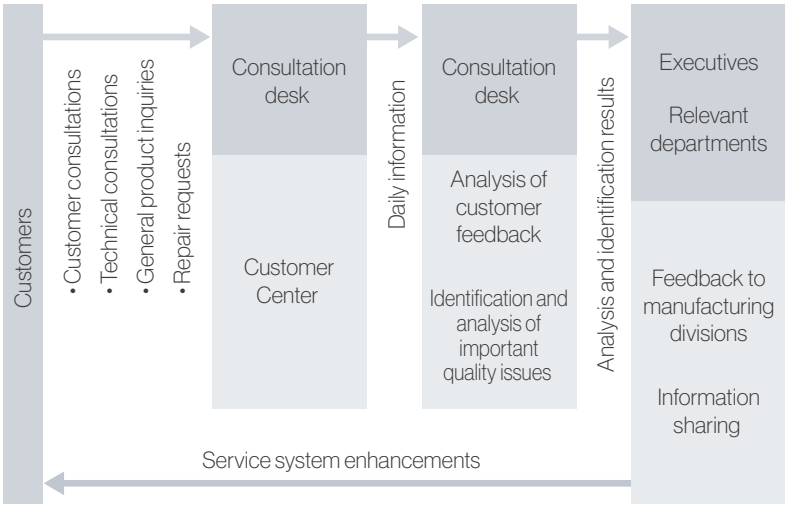 Customers
• Customer consultations
• Technical consultations
• General product inquiries
• Repair requests
Consultation
desk
Customer
Center
Daily information
Consultation
desk
Analysis of
customer
feedback
Identification and
analysis of
important
quality issues
Analysis and identification results
Executives
Relevant
departments
Feedback to
manufacturing
divisions
Information
sharing
Service system enhancements